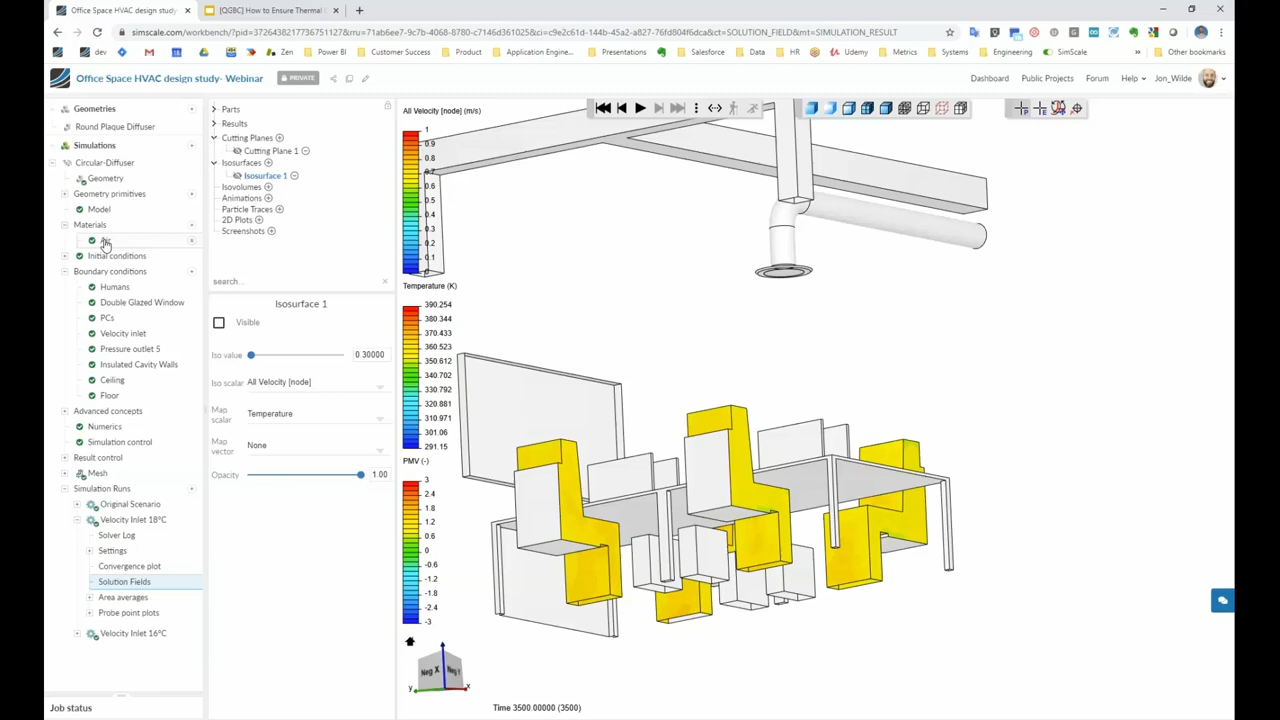 Office Space HVAC design study- W ×
[QGBC] How to Ensure Thermal ×
simscale.com/workbench/?pid=3726438217796315127&rru=71ab6ee7-9c7b-4068-8780-c7146d361025&ci=c9e2c61d-144b-45a2-a827-76fd804f6dca&ct=SOLUTION_FIELD&mt=SIMULATION_RESULT
dev Zen Power BI Customer Success Product Application Engine... Presentations Salesforce Data HR Udemy Metrics Systems Engineering SimScale » Other bookmarks
Office Space HVAC design study- Webinar PRIVATE Dashboard Public Projects Forum Help Jon_Wilde
Geometries
Round Plaque Diffuser
Simulations
Circular-Diffuser
Geometry
Geometry primitives
Model
Materials
Initial conditions
Boundary conditions
Humans
Double Glazed Window
PCs
Velocity inlet
Pressure outlet 5
Insulated Cavity Walls
Ceiling
Floor
Advanced concepts
Numerics
Simulation control
Result control
Mesh
Simulation Runs
Original Scenario
Velocity Inlet 18°C
Solver Log
Settings
Convergence plot
Solution Fields
Area averages
Probe point plots
Velocity Inlet 16°C
Job status
Parts
Results
Cutting Planes
Cutting Plane 1
Isosurfaces
Isosurface 1
Isovolumes
Animations
Particle Traces
2D Plots
Screenshots
search...
Isosurface 1
Visible
Iso value 0.30000
Iso scalar All Velocity [node]
Map scalar Temperature
Map vector None
Opacity 1.00
All Velocity [node] (m/s)
1
0.9
0.8
0.7
0.6
0.5
0.4
0.3
0.2
0.1
0
Temperature (K)
390.254
380.344
370.433
360.523
350.612
340.702
330.792
320.881
310.971
301.06
291.15
PMV (-)
3
2.4
1.8
1.2
0.6
0
-0.6
-1.2
-1.8
-2.4
-3
Neg X Neg Y
y x
Time 3500.00000 (3500)